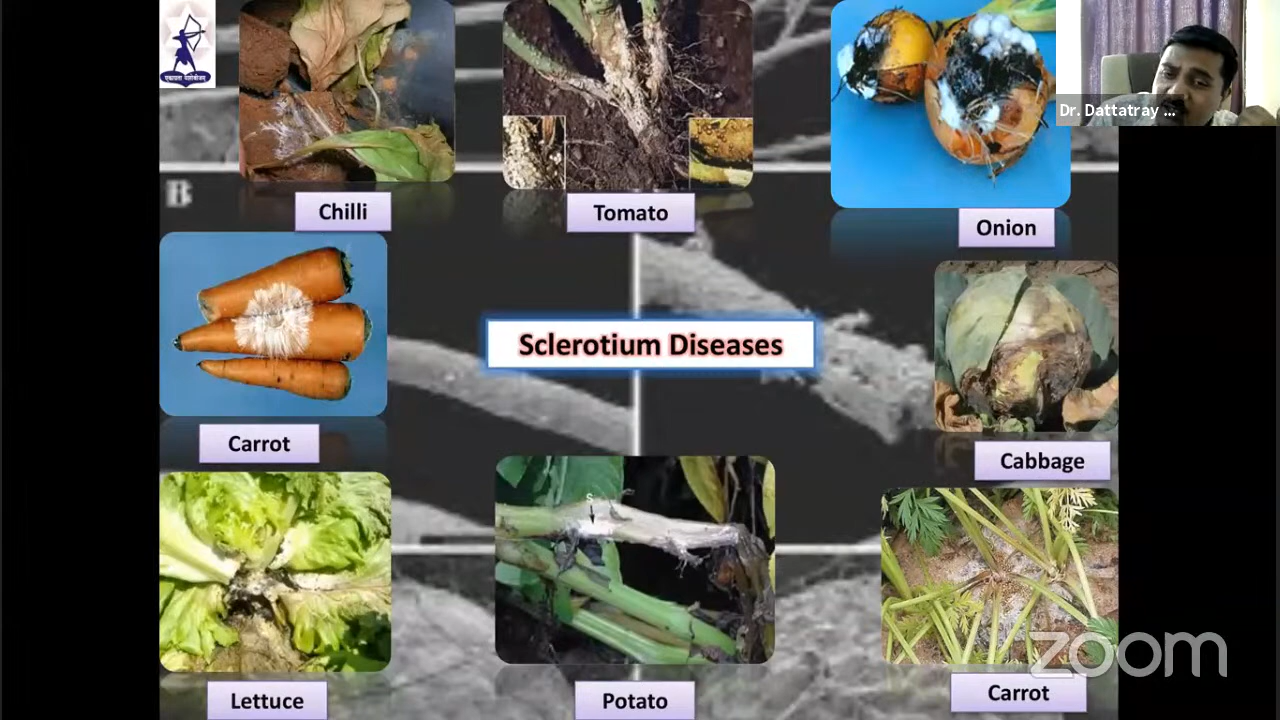 Dr. Dattatray ...
B
Chilli
Tomato
Onion
Sclerotium Diseases
Carrot
Cabbage
S
Lettuce
Potato
Carrot
zoom